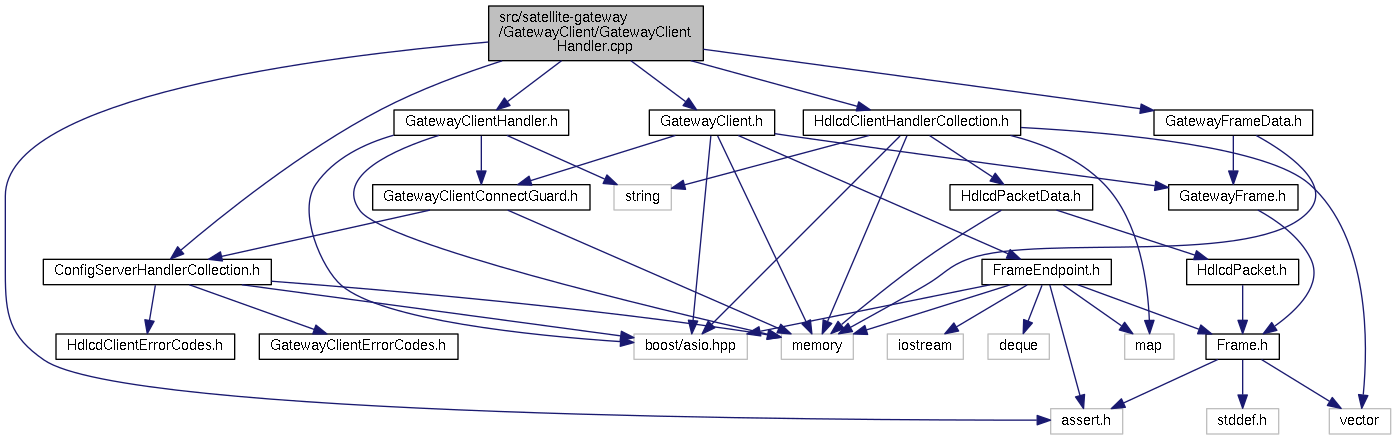 src/satellite-gateway
/GatewayClient/GatewayClient
Handler.cpp
GatewayClientHandler.h
GatewayClient.h
HdlcdClientHandlerCollection.h
GatewayFrameData.h
GatewayClientConnectGuard.h
string
HdlcdPacketData.h
GatewayFrame.h
ConfigServerHandlerCollection.h
FrameEndpoint.h
HdlcdPacket.h
HdlcdClientErrorCodes.h
GatewayClientErrorCodes.h
boost/asio.hpp
memory
iostream
deque
map
Frame.h
assert.h
stddef.h
vector